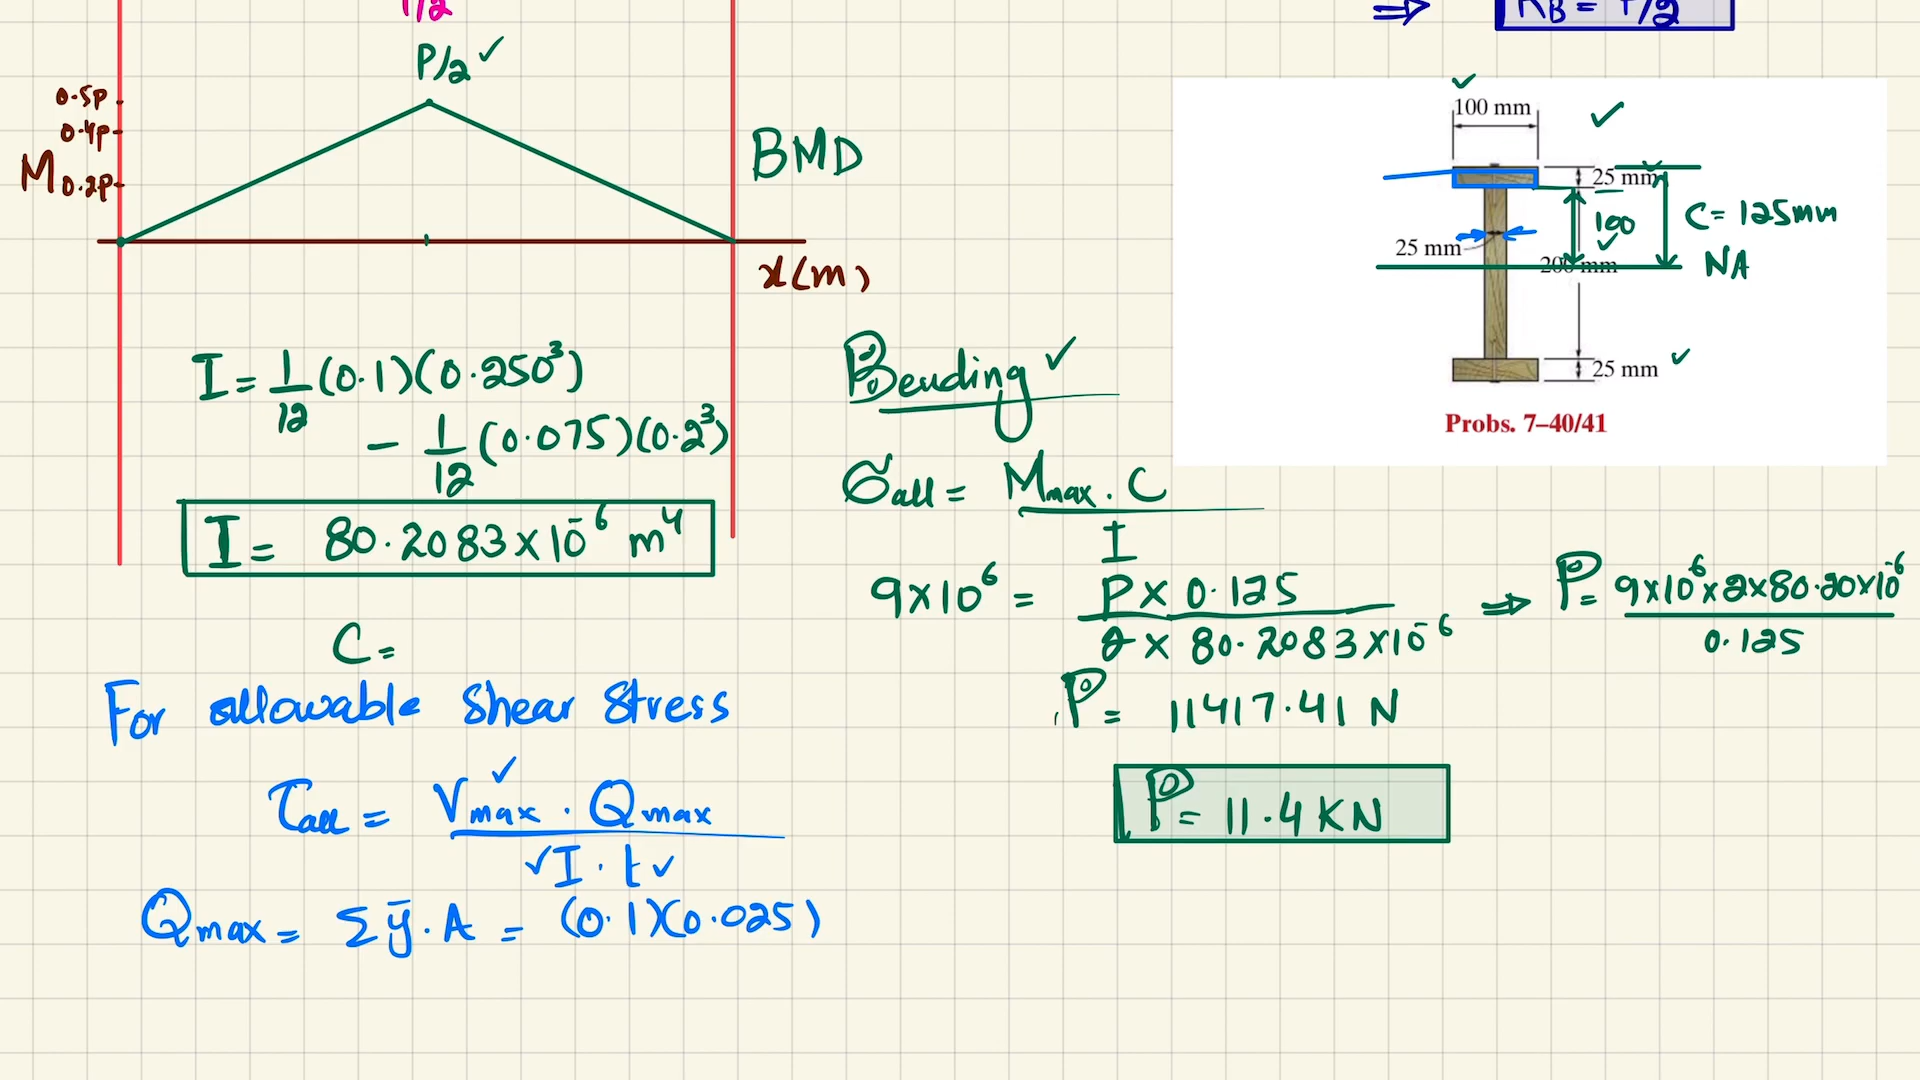 P/2
⇒ R_B = P/2
P/2 ✓
0.5P
0.4P
M 0.2P
BMD
x(m)
I = 1/12 (0.1)(0.250³)
- 1/12 (0.075)(0.2³)
I = 80.2083×10⁻⁶ m⁴
C =
For allowable Shear Stress
τall = Vmax · Qmax / I · t
Qmax = Σ ȳ · A = (0.1)(0.025)
100 mm
25 mm
100
C = 125mm
25 mm
200 mm
NA
25 mm
Probs. 7–40/41
Bending ✓
σall = Mmax · C / I
9×10⁶ = P × 0.125 / 2 × 80.2083×10⁻⁶ ⇒ P = 9×10⁶×2×80.20×10⁻⁶ / 0.125
P = 11417.41 N
P = 11.4 KN